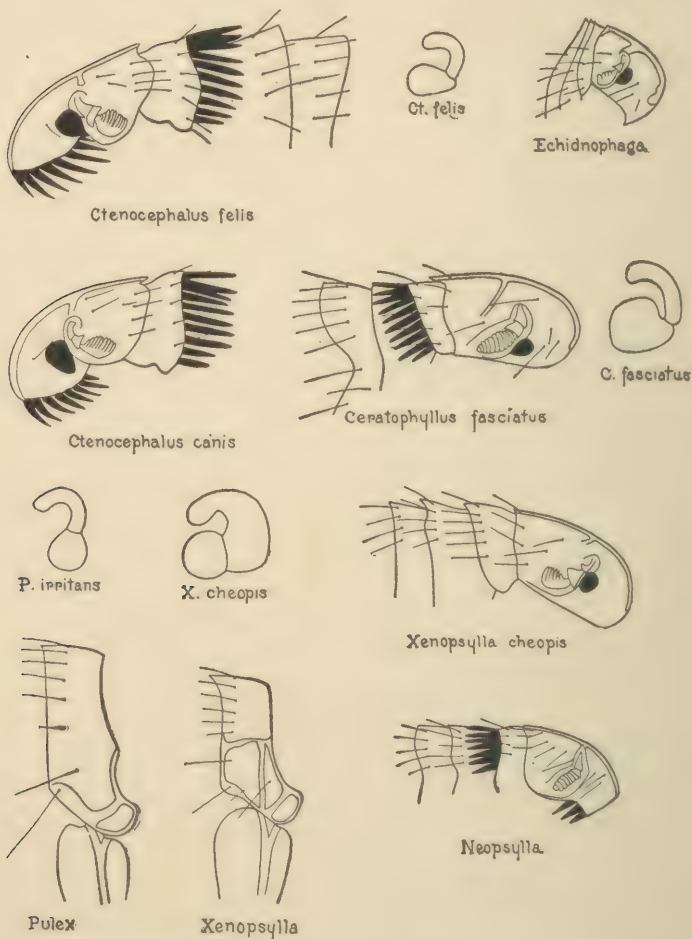 Ct. felis
Echidnophaga
Ctenocephalus felis
C. fasciatus
Ceratophyllus fasciatus
Ctenocephalus canis
P. irritans
X. cheopis
Xenopsylla cheopis
Neopsylla
Pulex
Xenopsylla